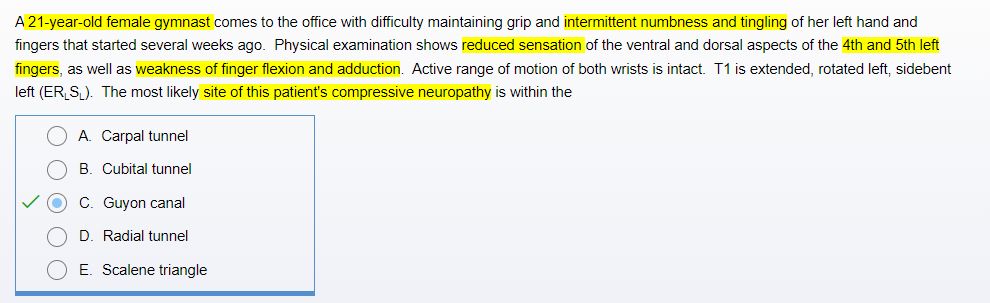 A 21-year-old female gymnast comes to the office with difficulty maintaining grip and intermittent numbness and tingling of her left hand and
fingers that started several weeks ago. Physical examination shows reduced sensation of the ventral and dorsal aspects of the 4th and 5th left
fingers, as well as weakness of finger flexion and adduction. Active range of motion of both wrists is intact. T1 is extended, rotated left, sidebent
left (ERLSL). The most likely site of this patient's compressive neuropathy is within the
A. Carpal tunnel
B. Cubital tunnel
C. Guyon canal
D. Radial tunnel
E. Scalene triangle